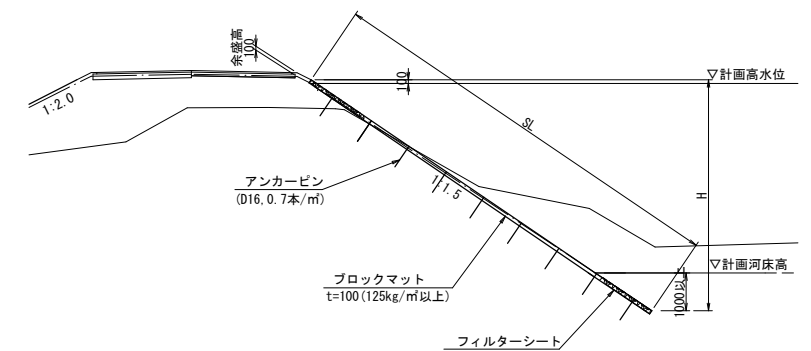 余盛高
100
1:2.0
100
▽計画高水位
SL
アンカーピン
(D16,0.7本/㎡)
1:1.5
H
ブロックマット
t=100(125kg/㎡以上)
▽計画河床高
1000以
フィルターシート